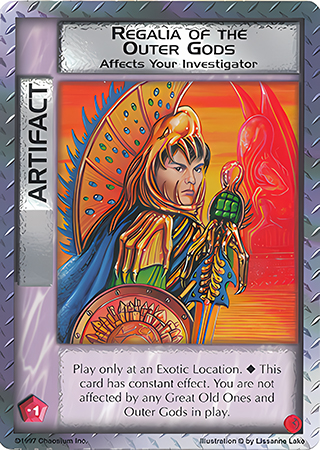 REGALIA OF THE
OUTER GODS
Affects Your Investigator
ARTIFACT
Play only at an Exotic Location. ◆ This
card has constant effect. You are not
affected by any Great Old Ones and
Outer Gods in play.
-1
©1997 Chaosium Inc.
Illustration © by Lissanne Lake